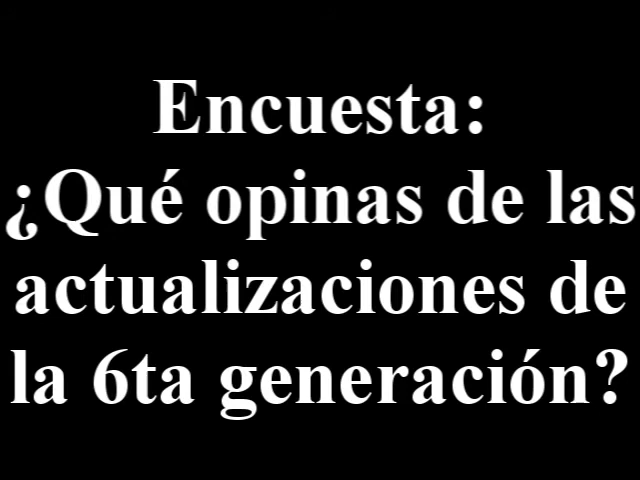 Encuesta:
¿Qué opinas de las
actualizaciones de
la 6ta generación?